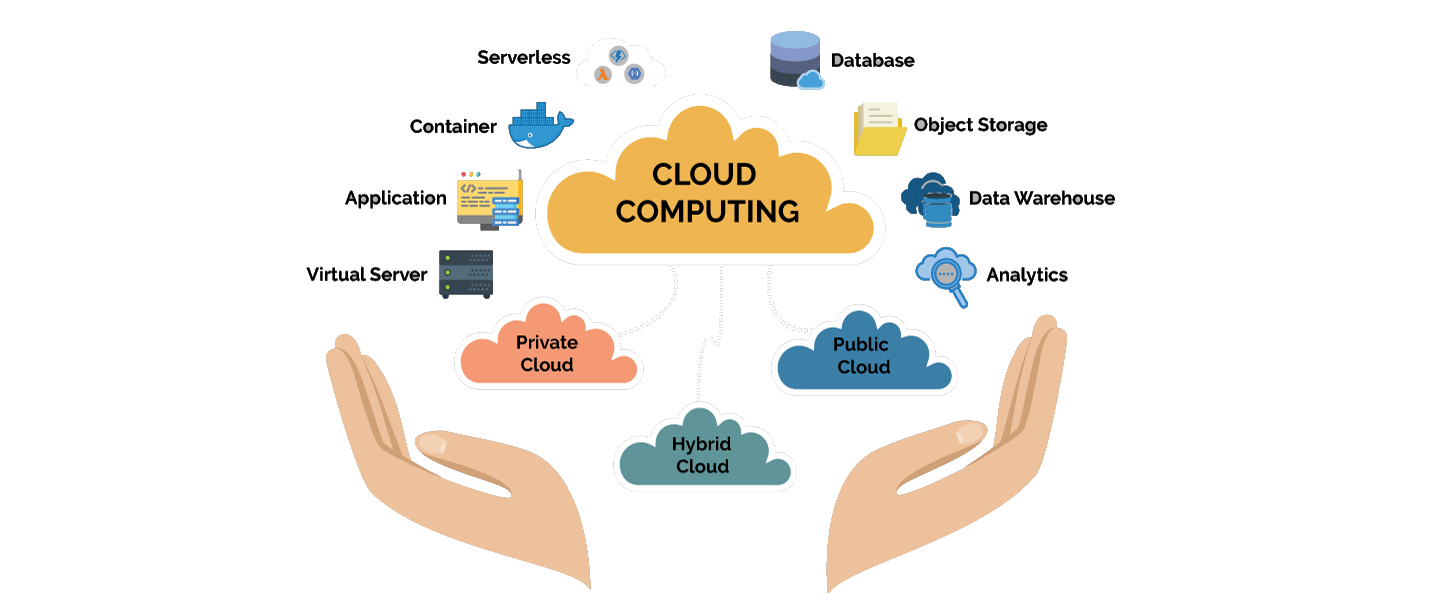 Serverless
Database
Container
Object Storage
CLOUD
COMPUTING
Application
Data Warehouse
Virtual Server
Analytics
Private
Cloud
Public
Cloud
Hybrid
Cloud